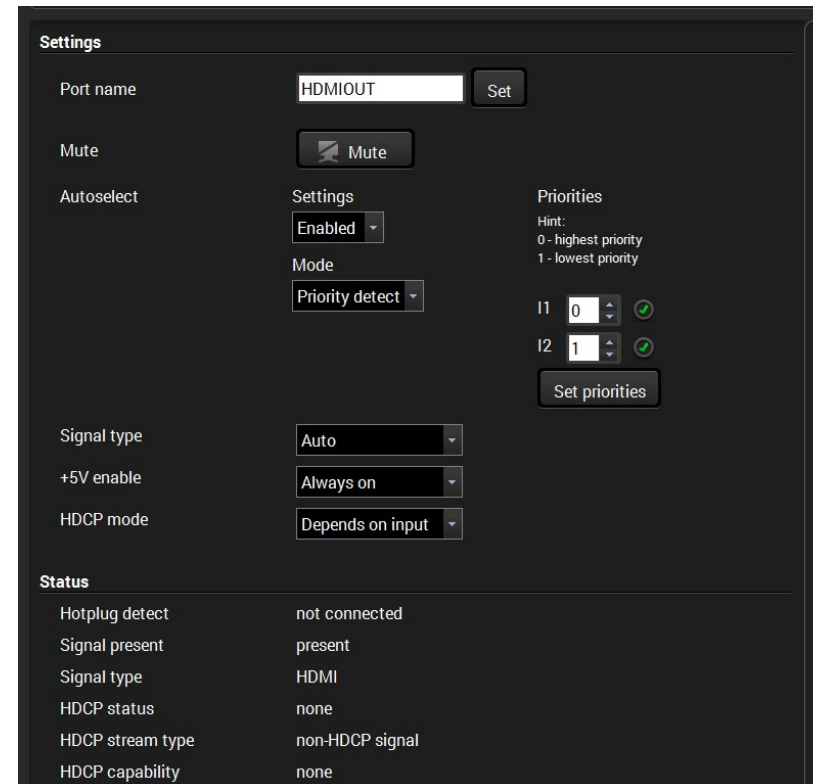 Settings
Port name HDMIOUT Set
Mute Mute
Autoselect Settings Priorities
Enabled Hint:
0 - highest priority
Mode 1 - lowest priority
Priority detect
I1 0
I2 1
Set priorities
Signal type Auto
+5V enable Always on
HDCP mode Depends on input
Status
Hotplug detect not connected
Signal present present
Signal type HDMI
HDCP status none
HDCP stream type non-HDCP signal
HDCP capability none